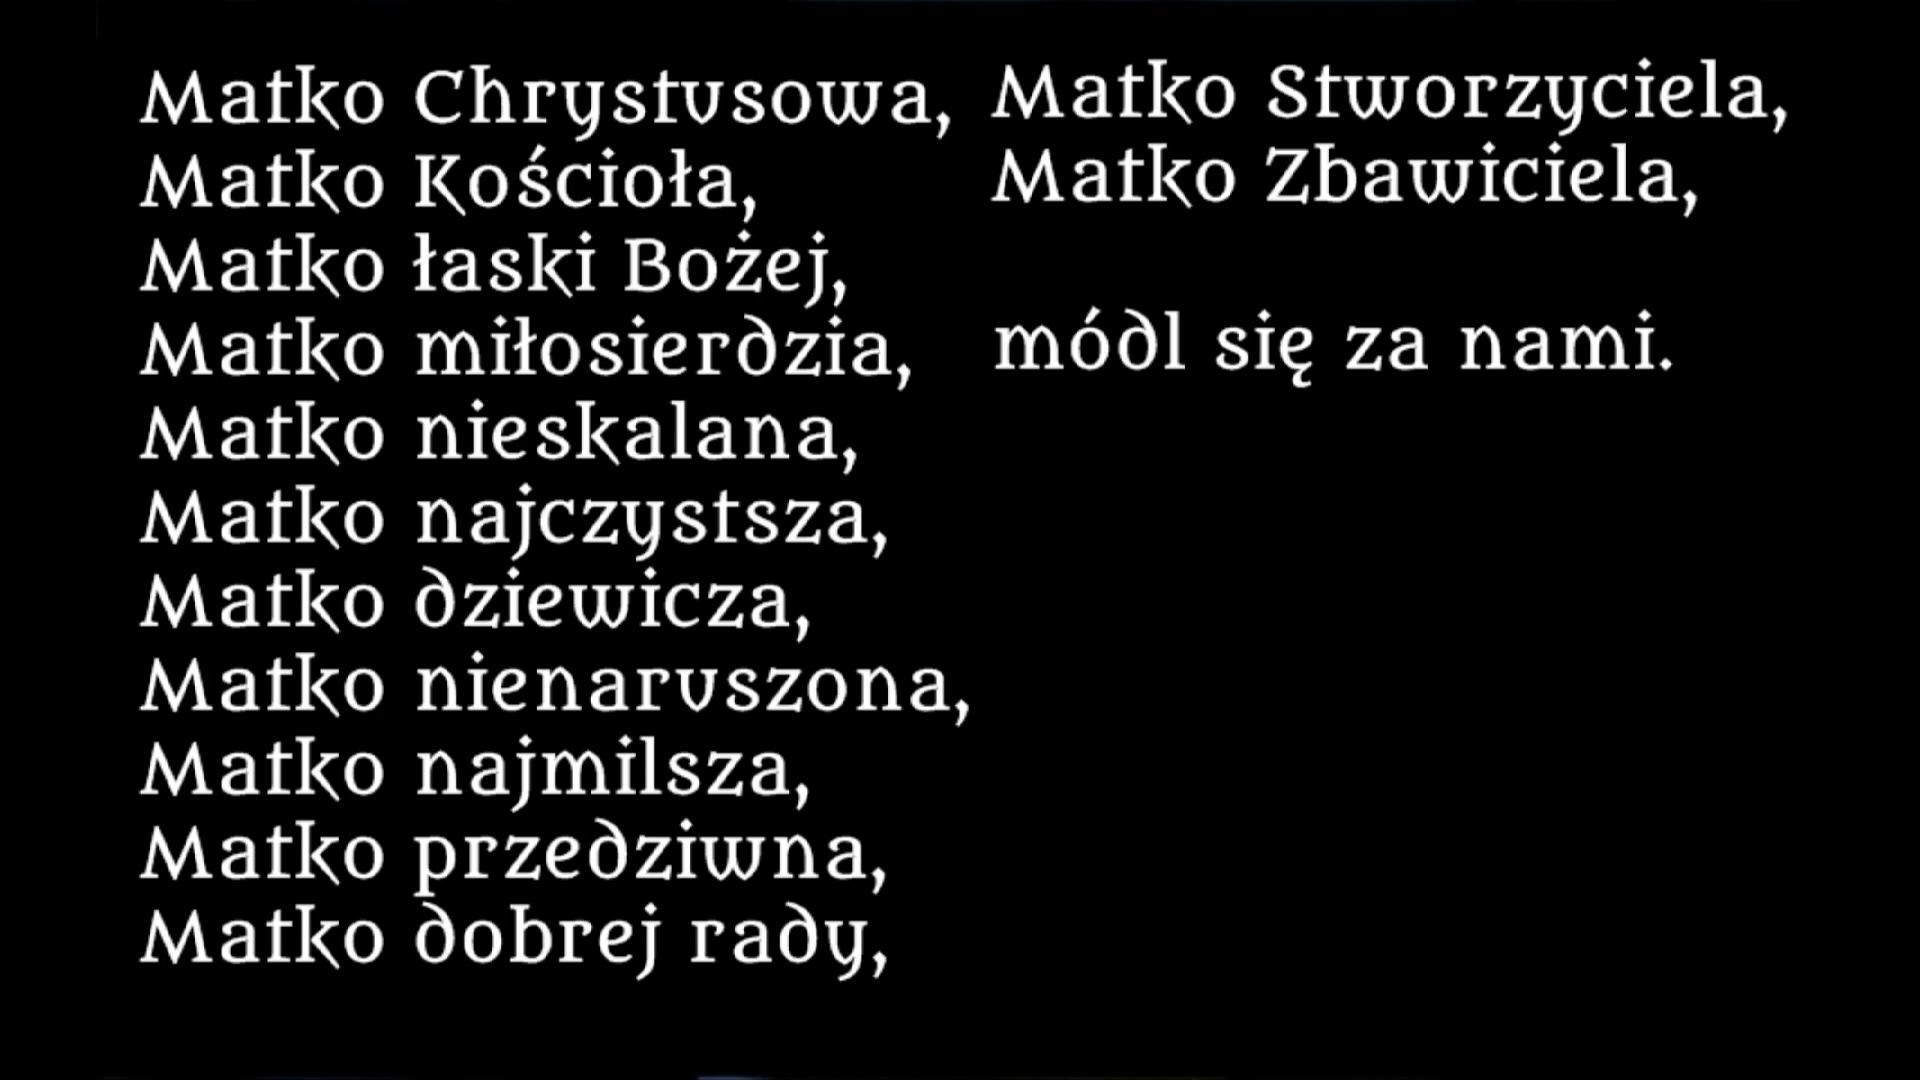 Matko Chrystusowa,
Matko Kościoła,
Matko łaski Bożej,
Matko miłosierdzia,
Matko nieskalana,
Matko najczystsza,
Matko dziewicza,
Matko nienaruszona,
Matko najmilsza,
Matko przedziwna,
Matko dobrej rady,
Matko Stworzyciela,
Matko Zbawiciela,
módl się za nami.